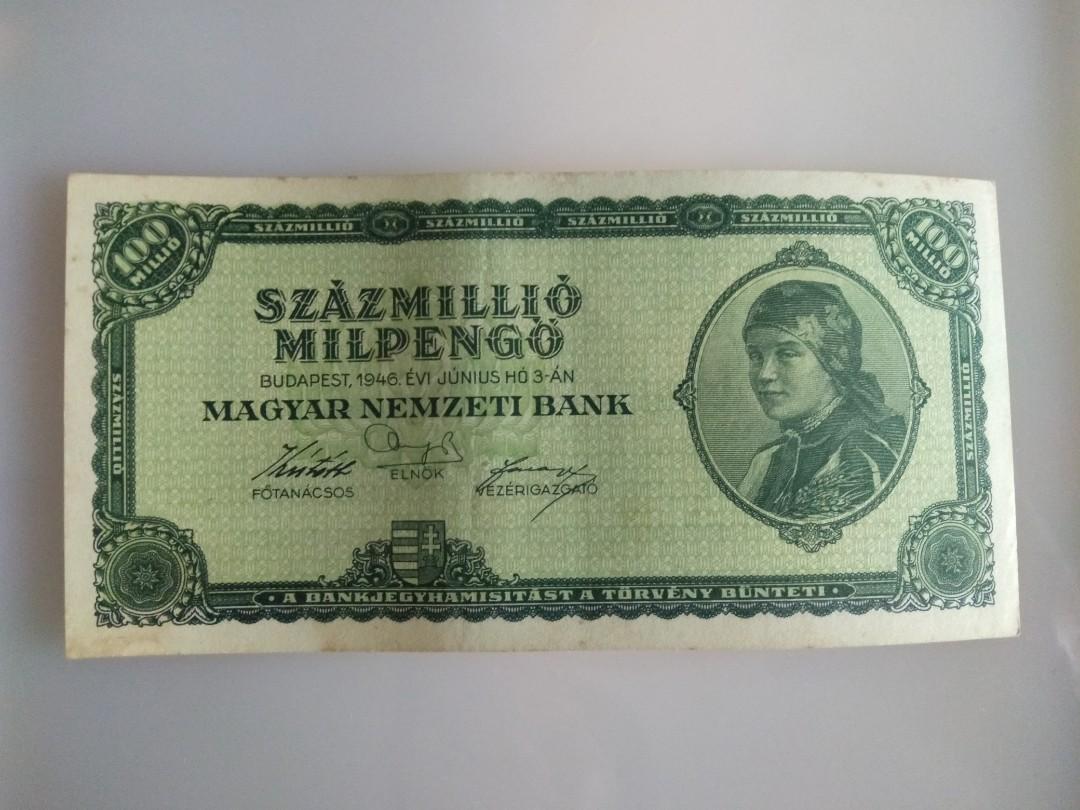 SZÁZMILLIÓ SZÁZMILLIÓ SZÁZMILLIÓ SZÁZMILLIÓ
100
MILLIÓ
100
MILLIÓ
SZÁZMILLIÓ
MILPENGŐ
BUDAPEST, 1946. ÉVI JÚNIUS HÓ 3-ÁN
MAGYAR NEMZETI BANK
FŐTANÁCSOS
ELNÖK
VEZÉRIGAZGATÓ
SZÁZMILLIÓ
SZÁZMILLIÓ
· A BANKJEGYHAMISITÁST A TÖRVÉNY BÜNTETI ·